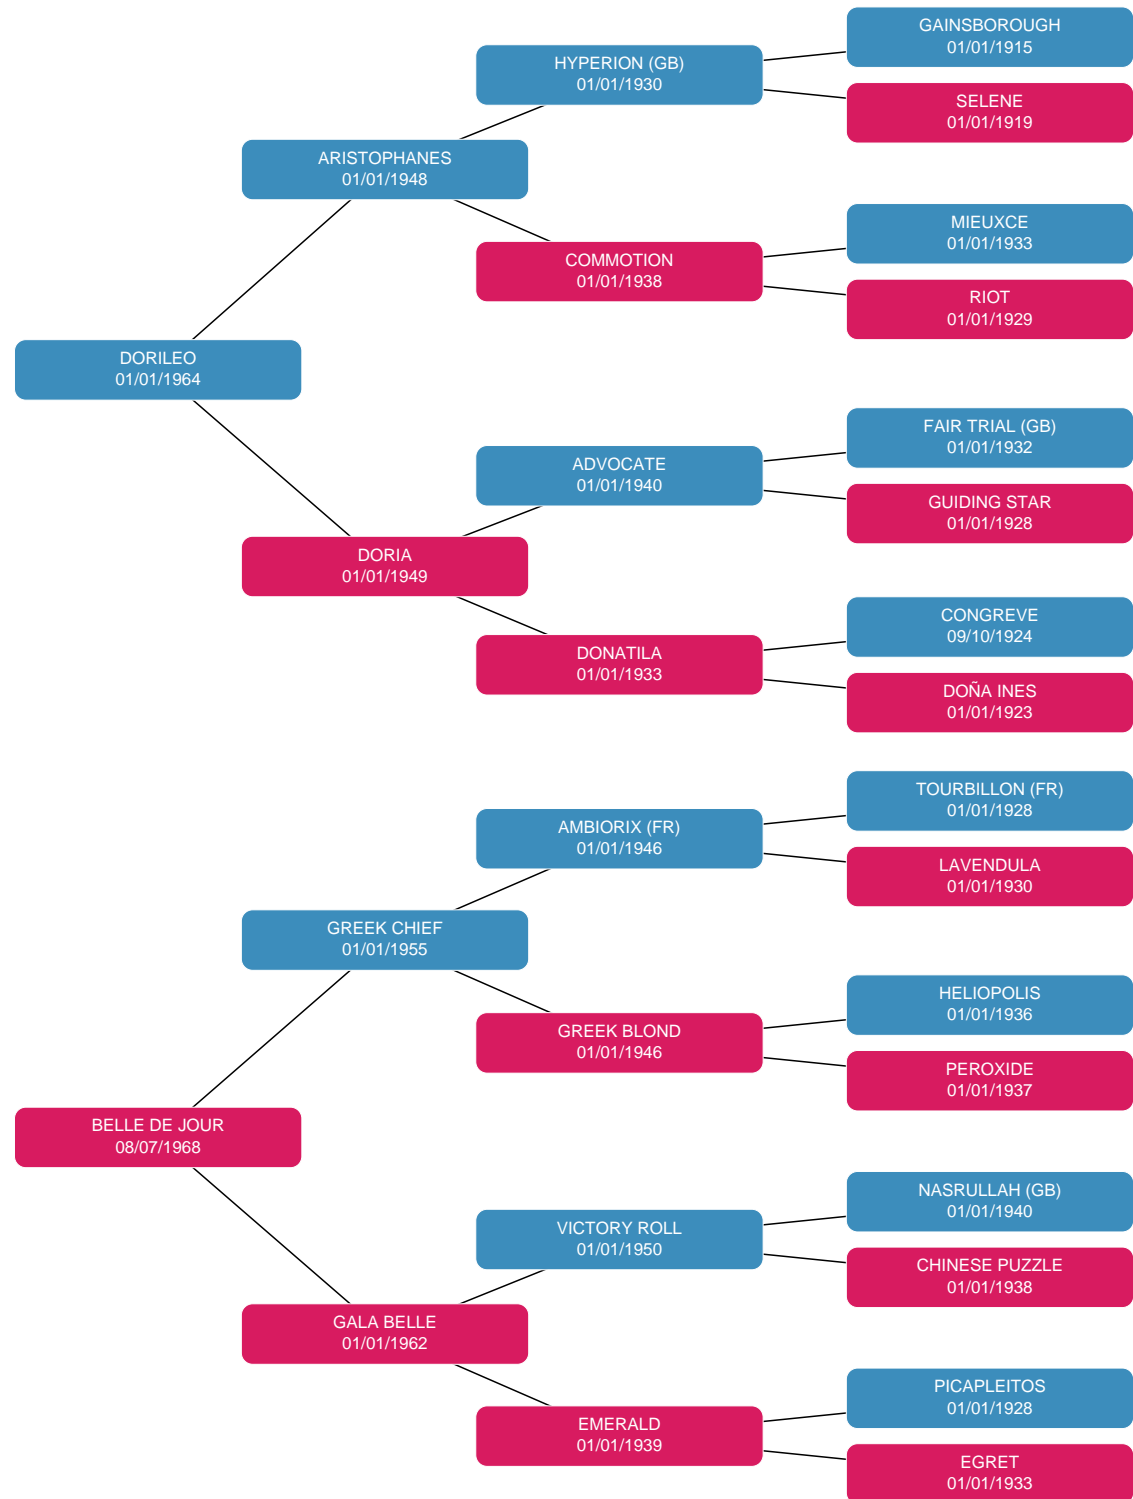 GAINSBOROUGH
01/01/1915
HYPERION (GB)
01/01/1930
SELENE
01/01/1919
ARISTOPHANES
01/01/1948
MIEUXCE
01/01/1933
COMMOTION
01/01/1938
RIOT
01/01/1929
DORILEO
01/01/1964
FAIR TRIAL (GB)
01/01/1932
ADVOCATE
01/01/1940
GUIDING STAR
01/01/1928
DORIA
01/01/1949
CONGREVE
09/10/1924
DONATILA
01/01/1933
DOÑA INES
01/01/1923
TOURBILLON (FR)
01/01/1928
AMBIORIX (FR)
01/01/1946
LAVENDULA
01/01/1930
GREEK CHIEF
01/01/1955
HELIOPOLIS
01/01/1936
GREEK BLOND
01/01/1946
PEROXIDE
01/01/1937
BELLE DE JOUR
08/07/1968
NASRULLAH (GB)
01/01/1940
VICTORY ROLL
01/01/1950
CHINESE PUZZLE
01/01/1938
GALA BELLE
01/01/1962
PICAPLEITOS
01/01/1928
EMERALD
01/01/1939
EGRET
01/01/1933